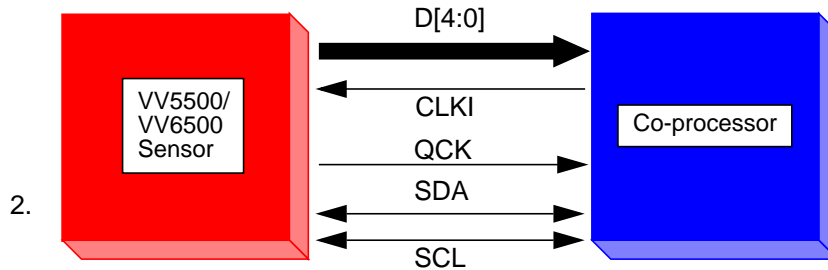 D[4:0]
VV5500/
VV6500
Sensor
CLKI
Co-processor
QCK
2.
SDA
SCL